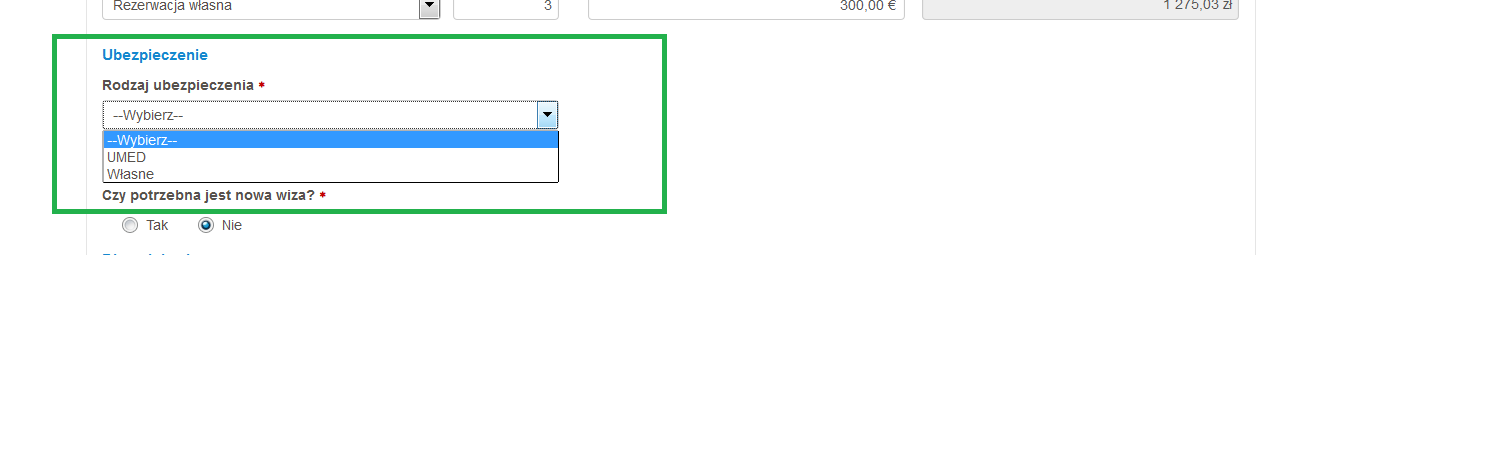 Rezerwacja własna 3 300,00 € 1 275,03 zł
Ubezpieczenie
Rodzaj ubezpieczenia *
--Wybierz--
--Wybierz--
UMED
Własne
Czy potrzebna jest nowa wiza? *
Tak Nie